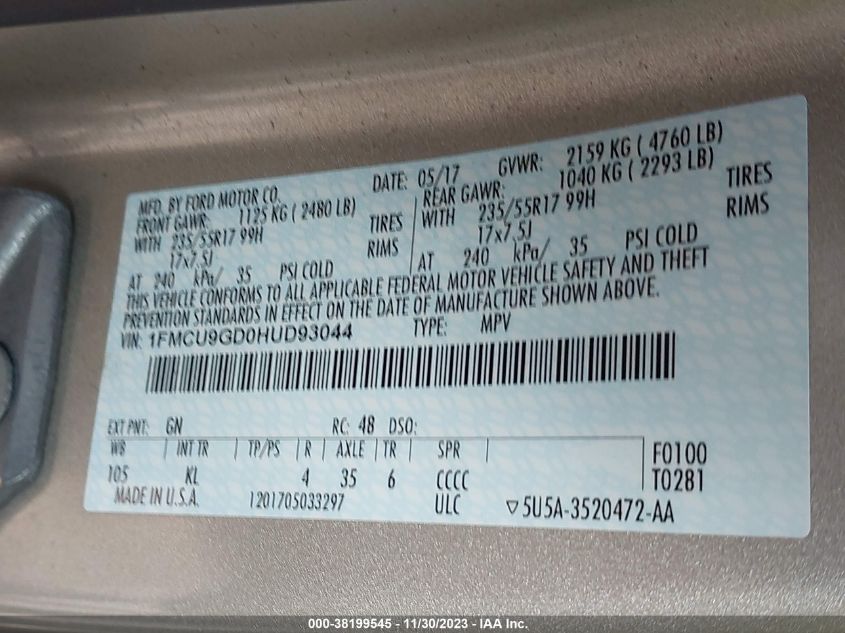 MFD. BY FORD MOTOR CO. DATE: 05/17 GVWR: 2159 KG ( 4760 LB)
FRONT GAWR: 1125 KG ( 2480 LB) REAR GAWR: 1040 KG ( 2293 LB)
WITH 235/55R17 99H TIRES WITH 235/55R17 99H TIRES
17x7.5J RIMS 17x7.5J RIMS
AT 240 kPa/ 35 PSI COLD AT 240 kPa/ 35 PSI COLD
THIS VEHICLE CONFORMS TO ALL APPLICABLE FEDERAL MOTOR VEHICLE SAFETY AND THEFT
PREVENTION STANDARDS IN EFFECT ON THE DATE OF MANUFACTURE SHOWN ABOVE.
VIN: 1FMCU9GD0HUD93044 TYPE: MPV
EXT PNT: GN RC: 48 DSO:
WB | INT TR | TP/PS | R | AXLE | TR | SPR | F0100
105 KL 4 35 6 CCCC T0281
MADE IN U.S.A. 1201705033297 ULC ▽5U5A-3520472-AA
000-38199545 - 11/30/2023 - IAA Inc.